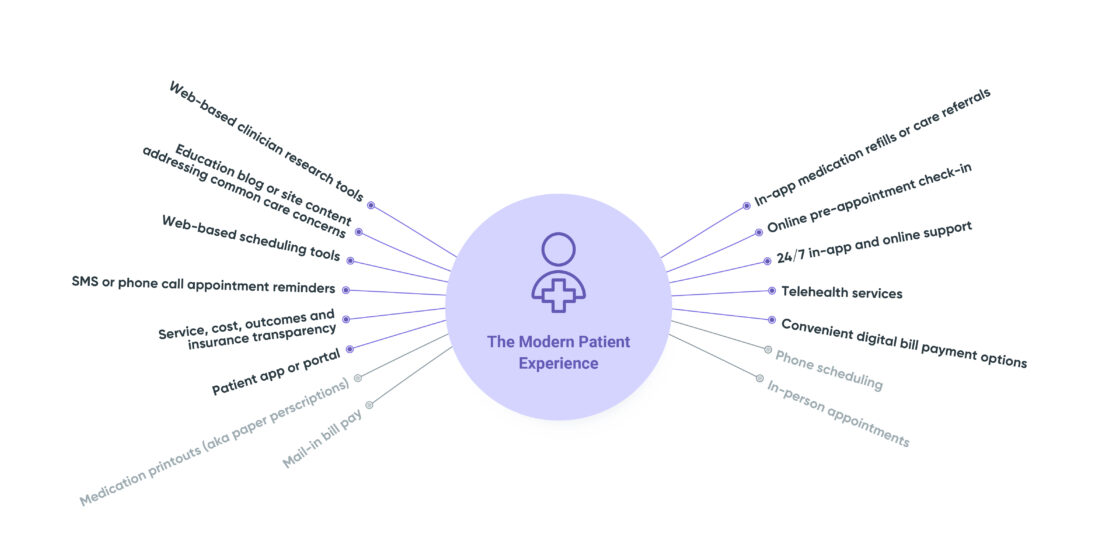 Web-based clinician research tools
Education blog or site content
addressing common care concerns
Web-based scheduling tools
SMS or phone call appointment reminders
Service, cost, outcomes and
insurance transparency
Patient app or portal
Medication printouts (aka paper perscriptions)
Mail-in bill pay
The Modern Patient
Experience
In-app medication refills or care referrals
Online pre-appointment check-in
24/7 in-app and online support
Telehealth services
Convenient digital bill payment options
Phone scheduling
In-person appointments